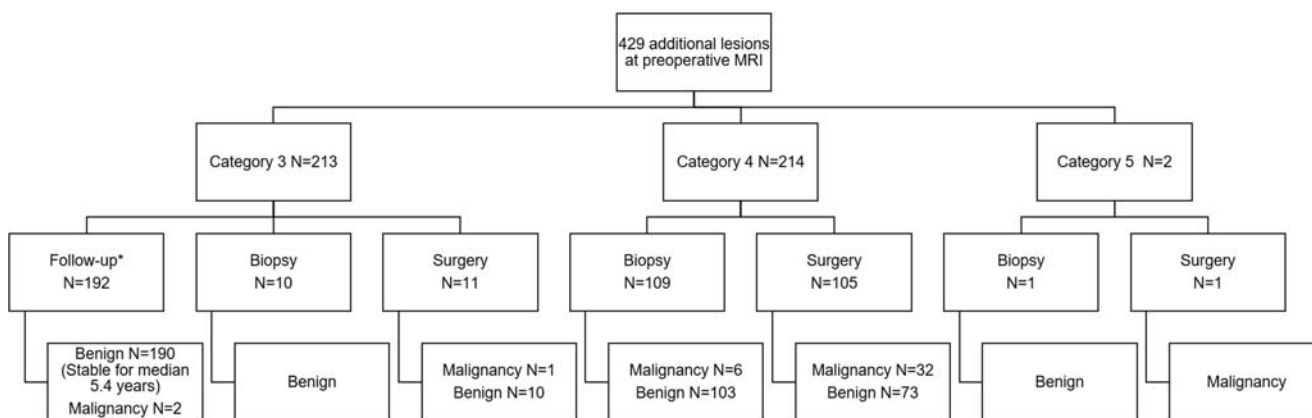 429 additional lesions
at preoperative MRI
Category 3 N=213
Category 4 N=214
Category 5 N=2
Follow-up*
N=192
Biopsy
N=10
Surgery
N=11
Biopsy
N=109
Surgery
N=105
Biopsy
N=1
Surgery
N=1
Benign N=190
(Stable for median
5.4 years)
Malignancy N=2
Benign
Malignancy N=1
Benign N=10
Malignancy N=6
Benign N=103
Malignancy N=32
Benign N=73
Benign
Malignancy